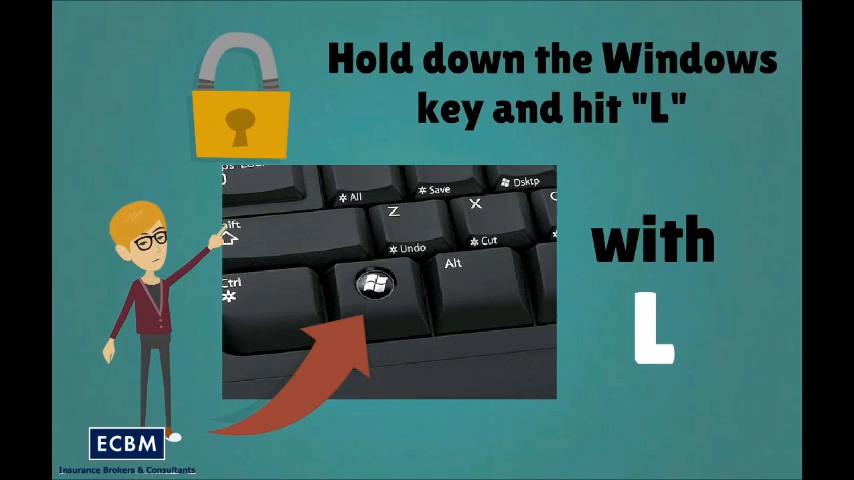 Hold down the Windows
key and hit "L"
All
Save
Dsktp
Z
X
Undo
Cut
Ctrl
Alt
with
L
ECBM
Insurance Brokers & Consultants